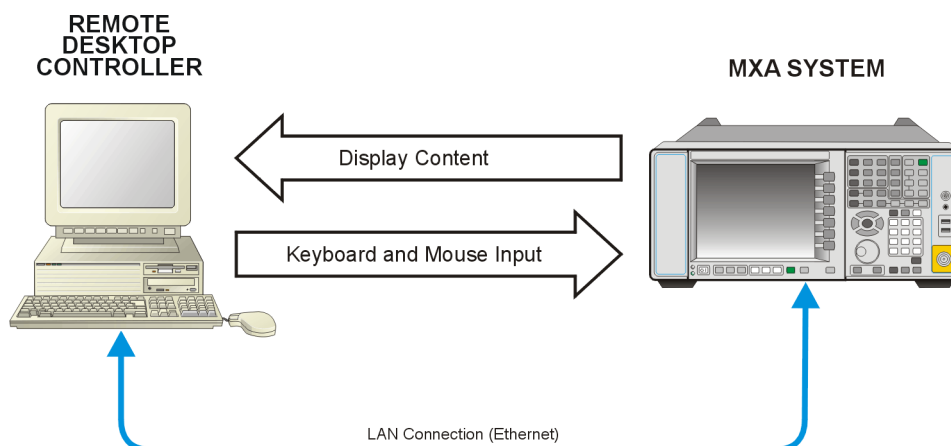 REMOTE
DESKTOP
CONTROLLER
MXA SYSTEM
Display Content
Keyboard and Mouse Input
LAN Connection (Ethernet)